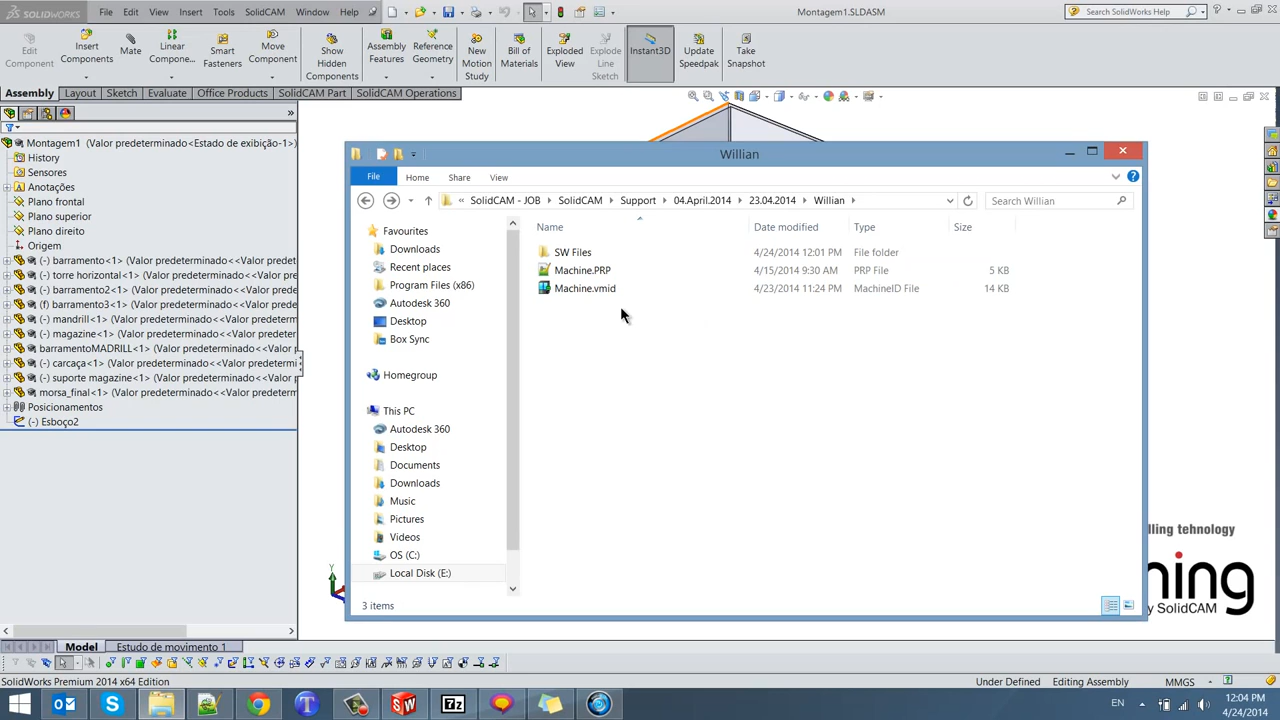 SOLIDWORKS File Edit View Insert Tools SolidCAM Window Help Montagem1.SLDASM Search SolidWorks Help
Edit Component
Insert Components
Mate
Linear Compone...
Smart Fasteners
Move Component
Show Hidden Components
Assembly Features
Reference Geometry
New Motion Study
Bill of Materials
Exploded View
Explode Line Sketch
Instant3D
Update Speedpak
Take Snapshot
Assembly Layout Sketch Evaluate Office Products SolidCAM Part SolidCAM Operations
Montagem1 (Valor predeterminado<Estado de exibição-1>)
History
Sensores
Anotações
Plano frontal
Plano superior
Plano direito
Origem
(-) barramento<1> (Valor predeterminado<<Valor pre
(-) torre horizontal<1> (Valor predeterminado<<Valor
(-) barramento2<1> (Valor predeterminado<<Valor p
(f) barramento3<1> (Valor predeterminado<<Valor p
(-) mandrill<1> (Valor predeterminado<<Valor prede
(-) magazine<1> (Valor predeterminado<<Valor pred
barramentoMADRILL<1> (Valor predeterminado<<Valor p
(-) carcaça<1> (Valor predeterminado<<Valor predetermi
(-) suporte magazine<1> (Valor predeterminado<<Valor
morsa_final<1> (Valor predeterminado<<Valor predeterm
Posicionamentos
(-) Esboço2
Willian
File Home Share View
« SolidCAM - JOB SolidCAM Support 04.April.2014 23.04.2014 Willian Search Willian
Name Date modified Type Size
SW Files 4/24/2014 12:01 PM File folder
Machine.PRP 4/15/2014 9:30 AM PRP File 5 KB
Machine.vmid 4/23/2014 11:24 PM MachineID File 14 KB
Favourites
Downloads
Recent places
Program Files (x86)
Autodesk 360
Desktop
Box Sync
Homegroup
This PC
Autodesk 360
Desktop
Documents
Downloads
Music
Pictures
Videos
OS (C:)
Local Disk (E:)
3 items
lling tehnology
ning
by SolidCAM
Model Estudo de movimento 1
SolidWorks Premium 2014 x64 Edition Under Defined Editing Assembly MMGS
EN 12:04 PM
4/24/2014